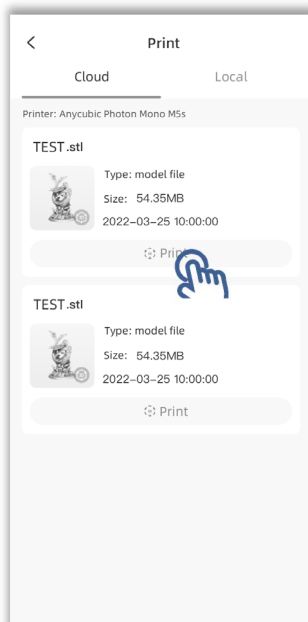 Print
Cloud Local
Printer: Anycubic Photon Mono M5s
TEST.stl
Type: model file
Size: 54.35MB
2022-03-25 10:00:00
Print
TEST.stl
Type: model file
Size: 54.35MB
2022-03-25 10:00:00
Print